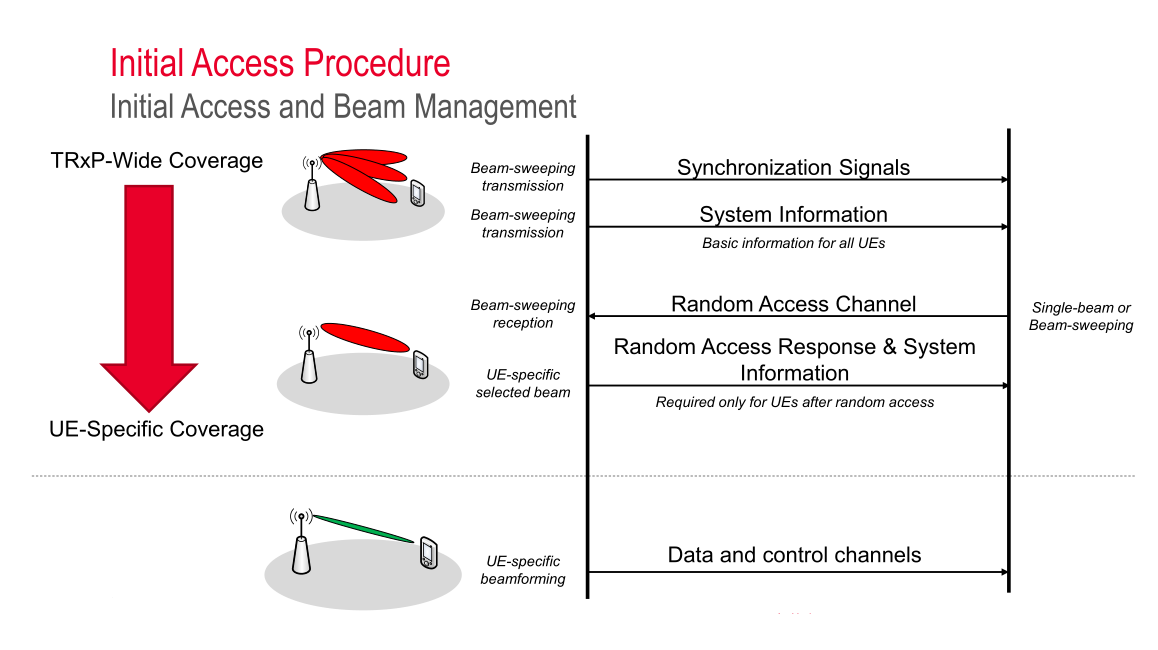 Initial Access Procedure
Initial Access and Beam Management
TRxP-Wide Coverage
Beam-sweeping
transmission
Synchronization Signals
Beam-sweeping
transmission
System Information
Basic information for all UEs
Beam-sweeping
reception
Random Access Channel
Single-beam or
Beam-sweeping
Random Access Response & System
Information
UE-specific
selected beam
Required only for UEs after random access
UE-Specific Coverage
UE-specific
beamforming
Data and control channels